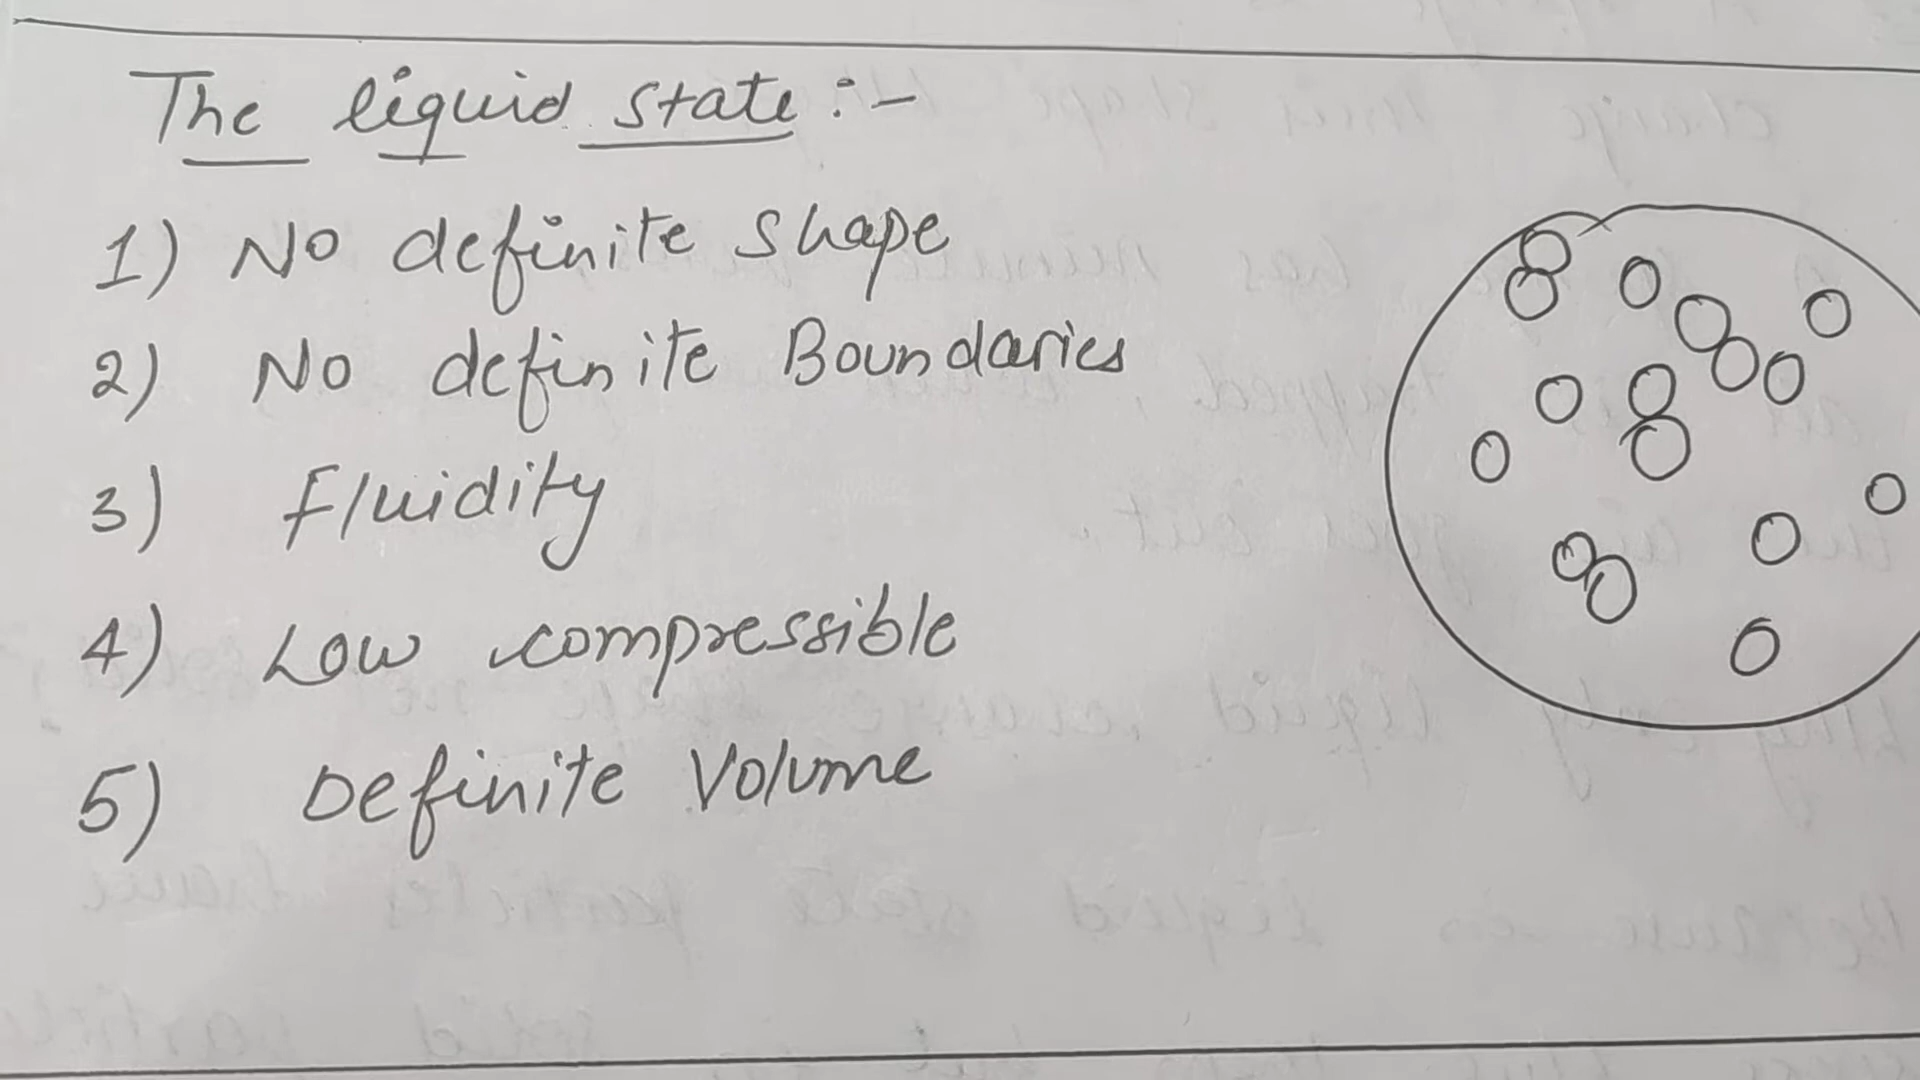 The liquid state :-
1) No definite shape
2) No definite Boundaries
3) Fluidity
4) Low compressible
5) Definite Volume